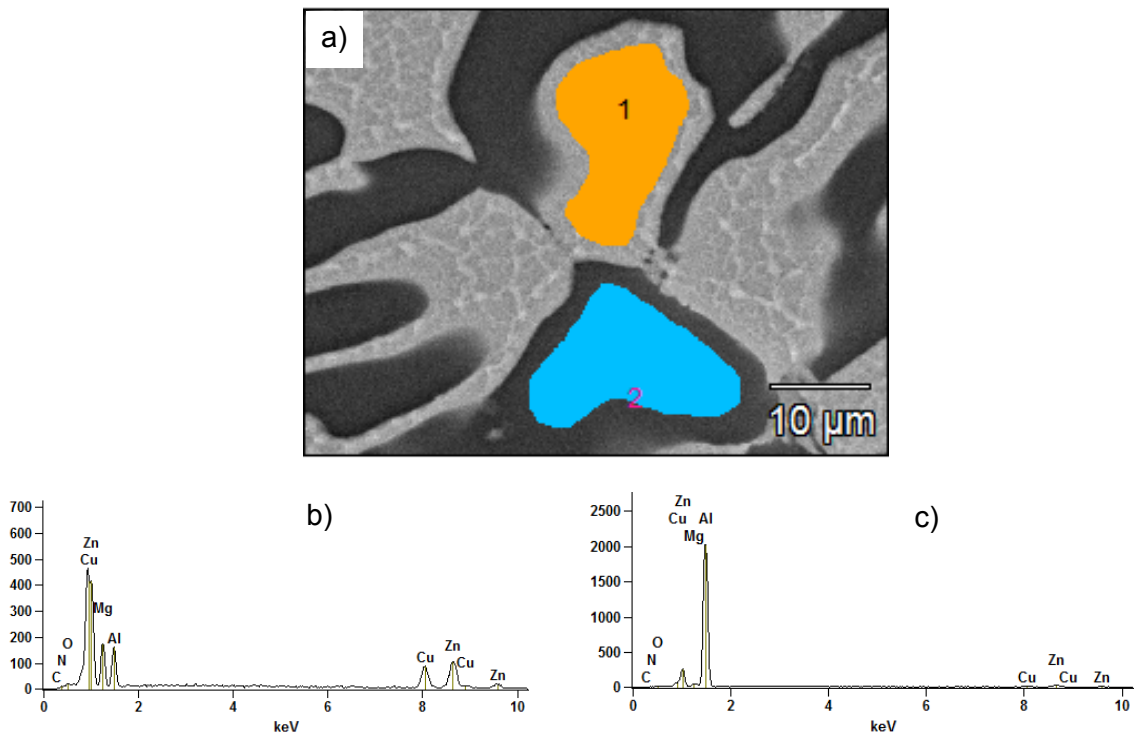 a)
1
2
10 µm
b)
700
600
500
400
300
200
100
0
Zn
Cu
Mg
Al
O
N
C
Cu
Zn
Cu
Zn
0 2 4 6 8 10
keV
c)
2500
2000
1500
1000
500
0
Zn
Cu Al
Mg
O
N
C
Zn
Cu Cu Zn
0 2 4 6 8 10
keV